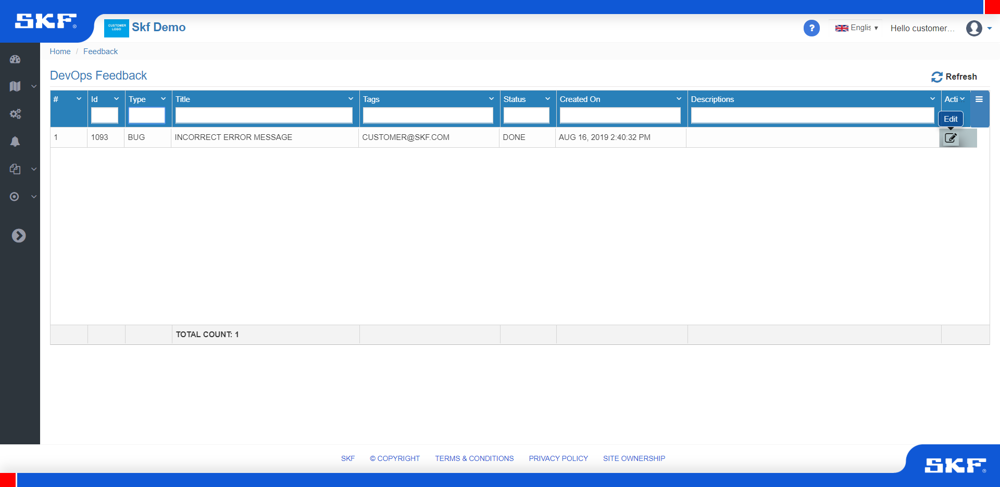 SKF®
CUSTOMER
LOGO
Skf Demo
?
Englis ▾
Hello customer...
Home / Feedback
DevOps Feedback
Refresh
# Id Type Title Tags Status Created On Descriptions Acti
Edit
1 1093 BUG INCORRECT ERROR MESSAGE CUSTOMER@SKF.COM DONE AUG 16, 2019 2:40:32 PM
TOTAL COUNT: 1
SKF © COPYRIGHT TERMS & CONDITIONS PRIVACY POLICY SITE OWNERSHIP
SKF®